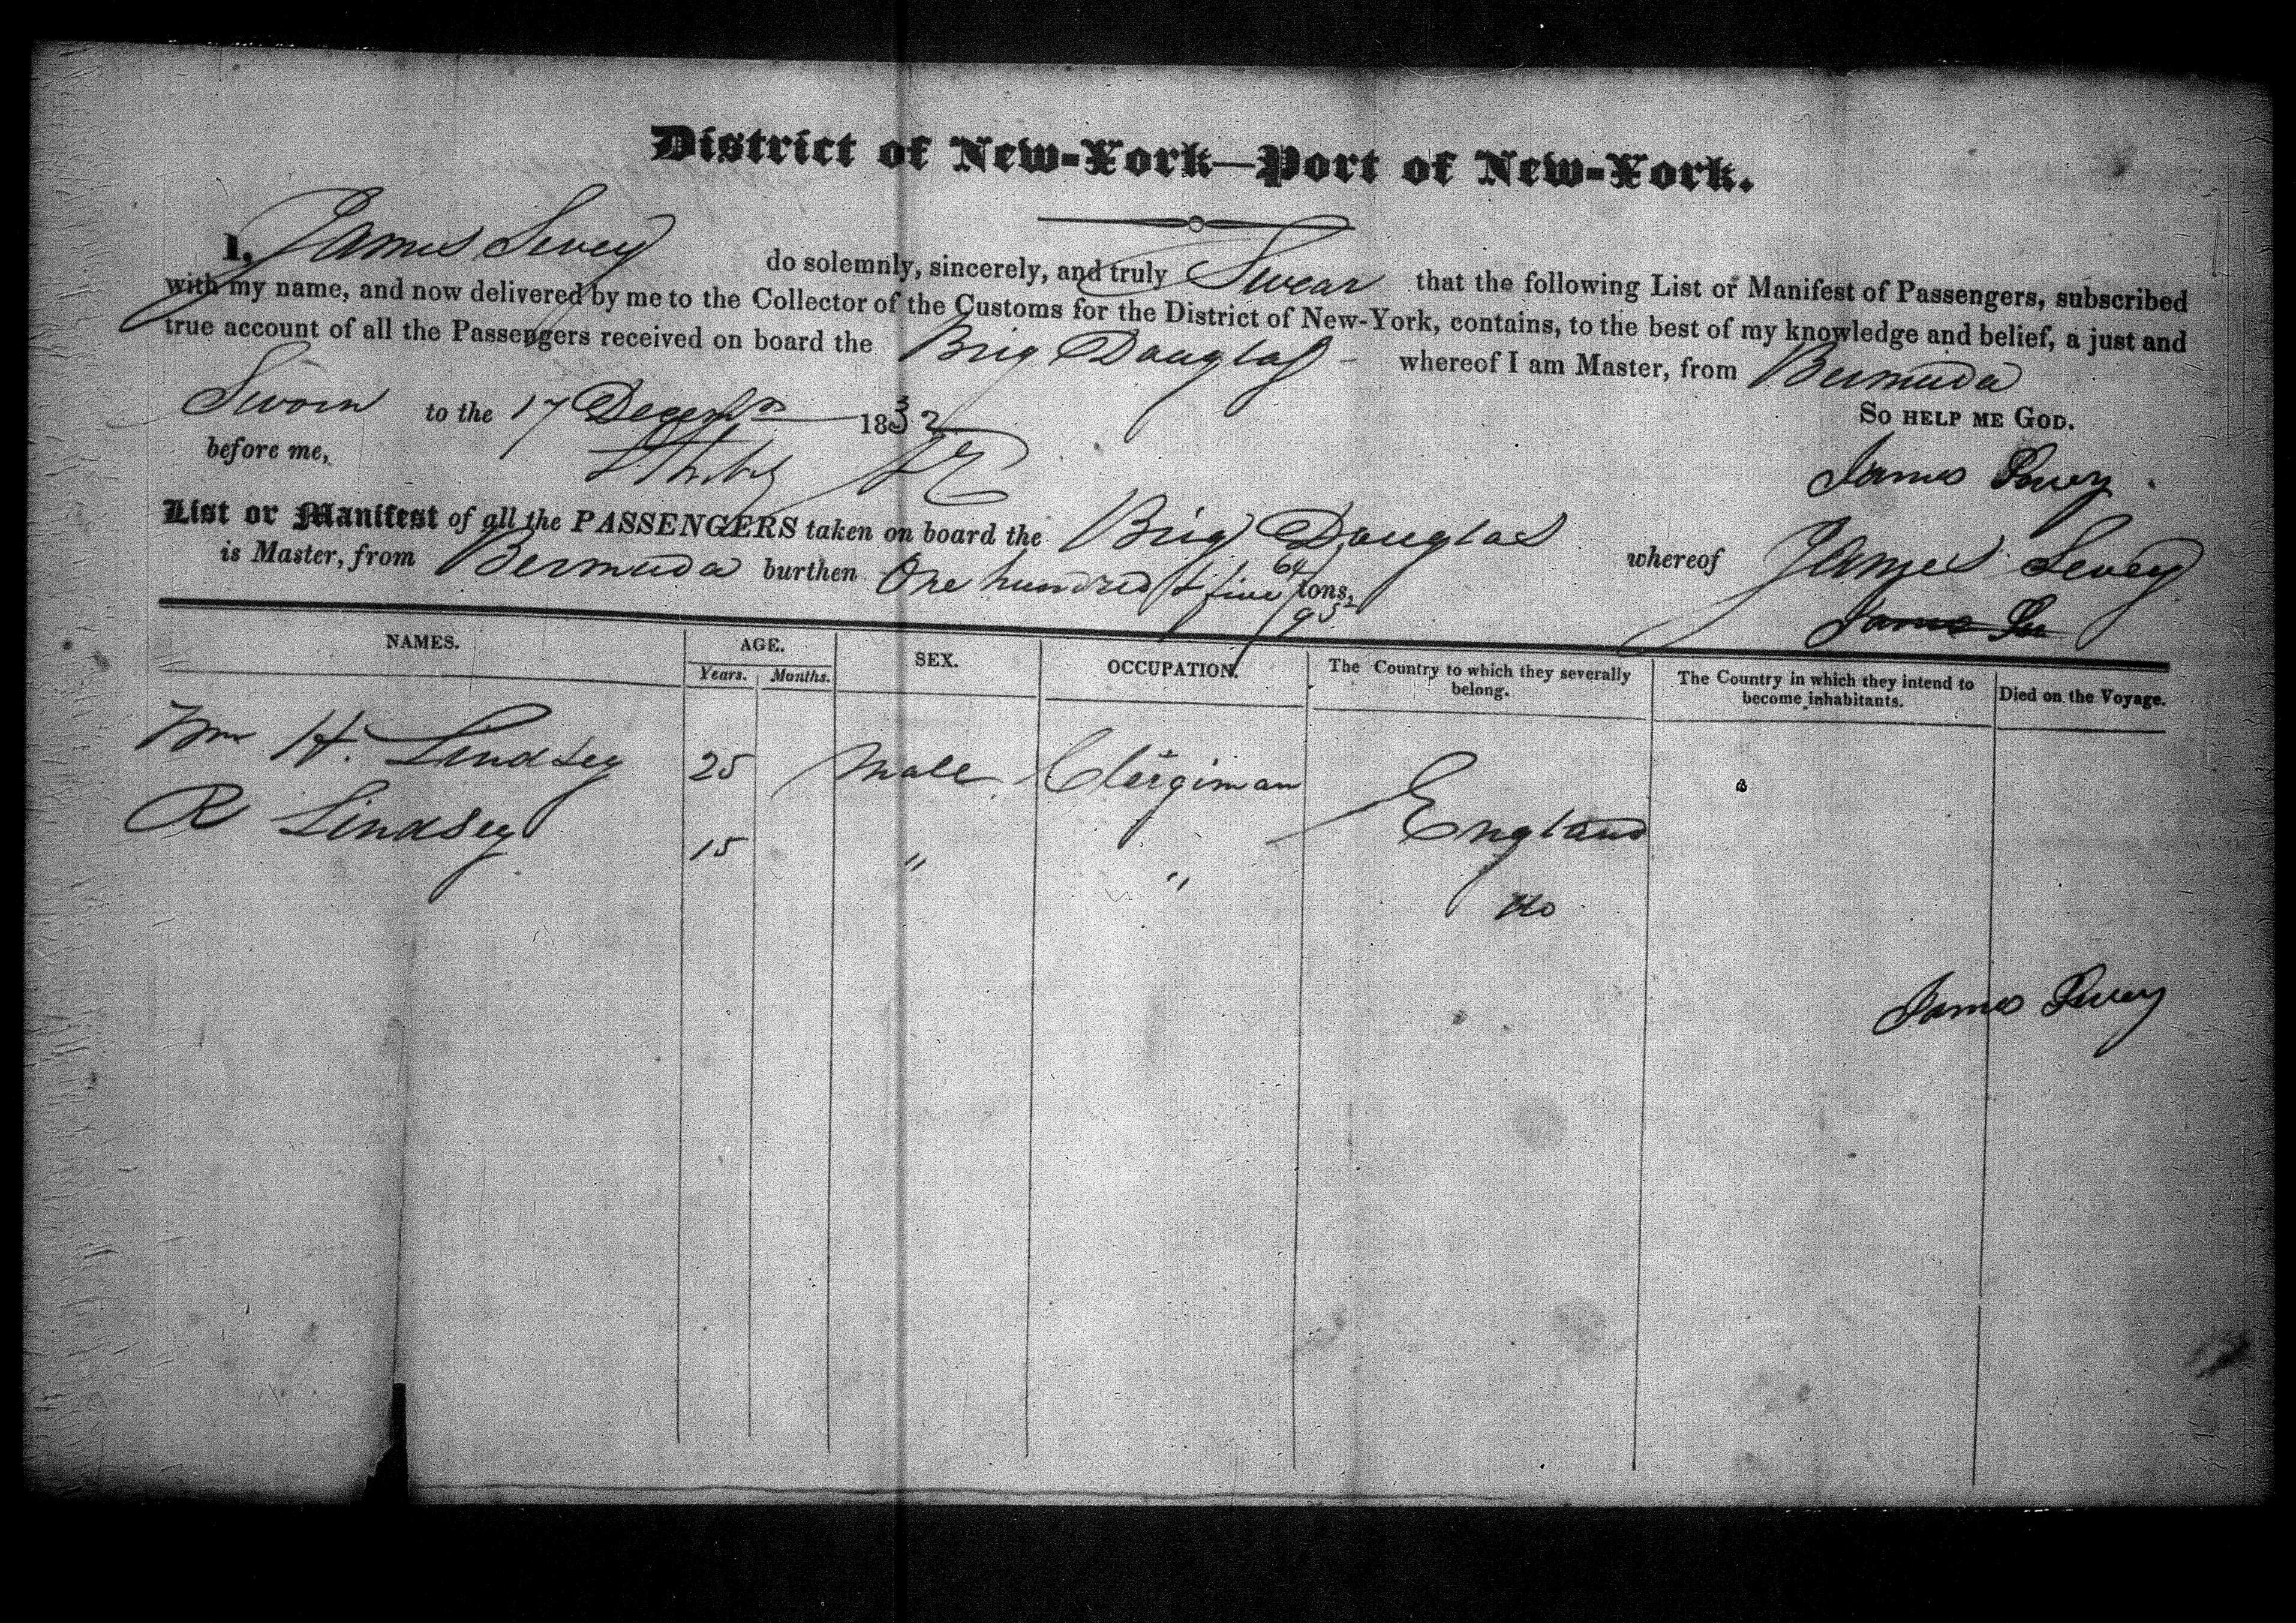 District of New-York—Port of New-York.
I, James Sevey do solemnly, sincerely, and truly Swear that the following List or Manifest of Passengers, subscribed
with my name, and now delivered by me to the Collector of the Customs for the District of New-York, contains, to the best of my knowledge and belief, a just and
true account of all the Passengers received on board the Brig Douglas whereof I am Master, from Bermuda
Sworn to the 17 Decemr 1832 So help me God.
before me, James Sevey
List or Manifest of all the PASSENGERS taken on board the Brig Douglas whereof James Sevey
is Master, from Bermuda burthen One hundred & five 64/95 tons,
James Se
NAMES. AGE. SEX. OCCUPATION. The Country to which they severally belong. The Country in which they intend to become inhabitants. Died on the Voyage.
Years. Months.
Wm H. Lindsey 25 Male Clergiman England
R Lindsey 15 " " Do
James Sevey